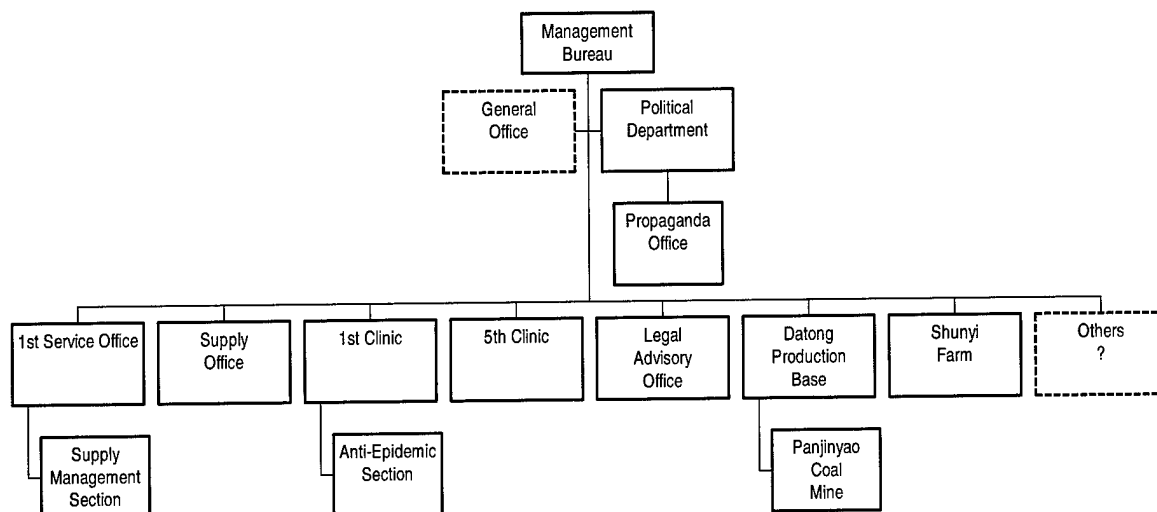 Management
Bureau
General
Office
Political
Department
Propaganda
Office
1st Service Office
Supply
Office
1st Clinic
5th Clinic
Legal
Advisory
Office
Datong
Production
Base
Shunyi
Farm
Others
?
Supply
Management
Section
Anti-Epidemic
Section
Panjinyao
Coal
Mine